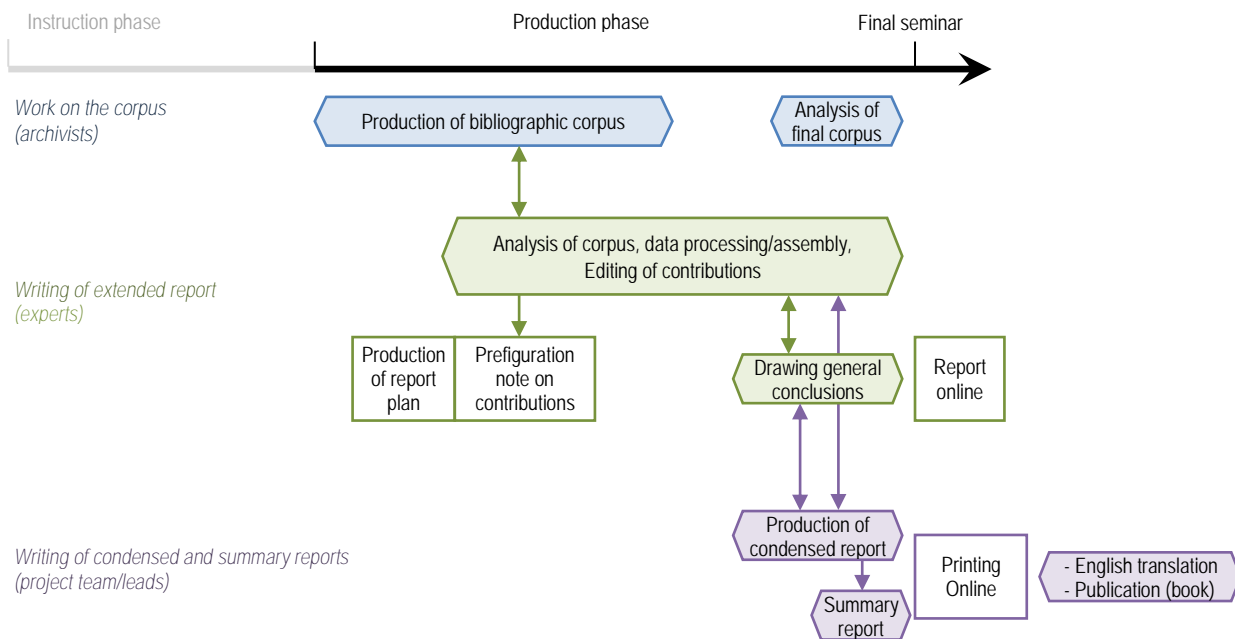 Instruction phase
Production phase
Final seminar
Work on the corpus
(archivists)
Production of bibliographic corpus
Analysis of
final corpus
Analysis of corpus, data processing/assembly,
Editing of contributions
Writing of extended report
(experts)
Production
of report
plan
Prefiguration
note on
contributions
Drawing general
conclusions
Report
online
Production of
condensed report
Writing of condensed and summary reports
(project team/leads)
Printing
Online
- English translation
- Publication (book)
Summary
report